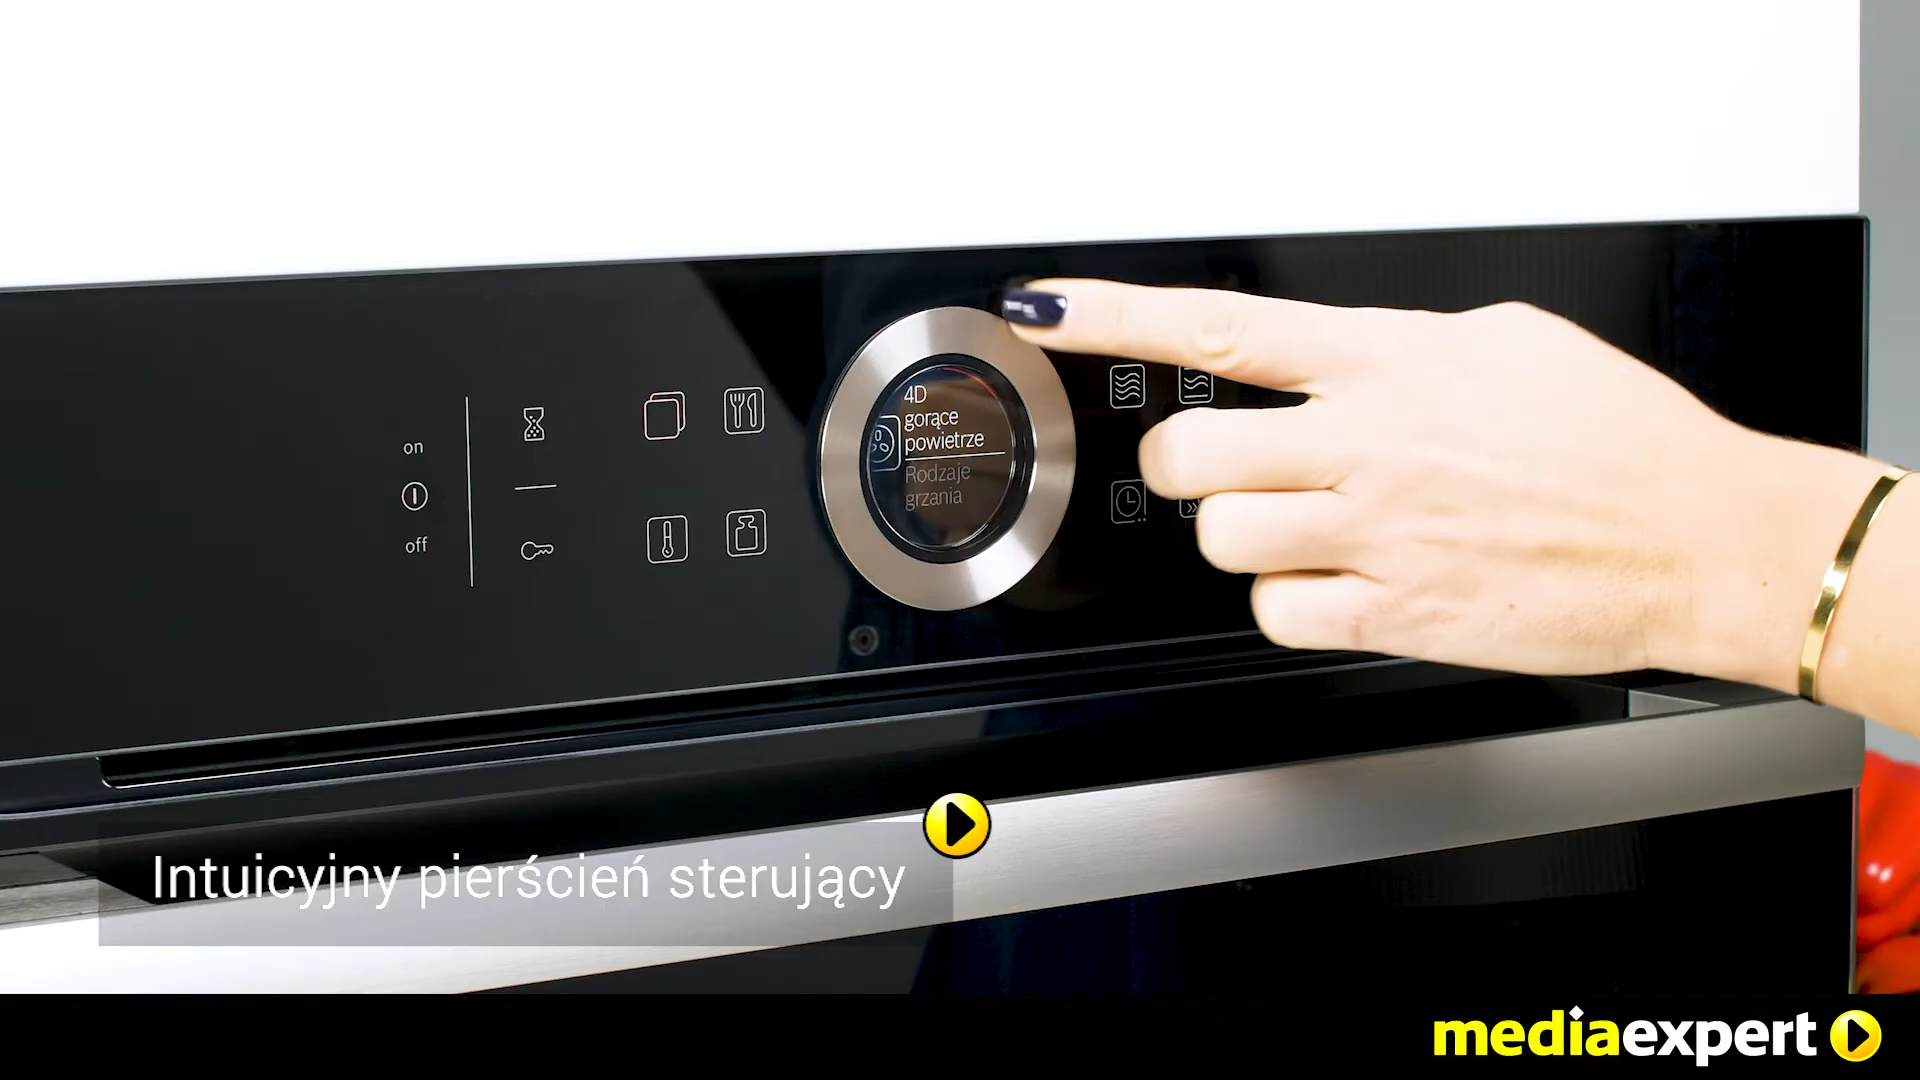 on
off
4D
gorące
powietrze
Rodzaje
grzania
Intuicyjny pierścień sterujący
mediaexpert